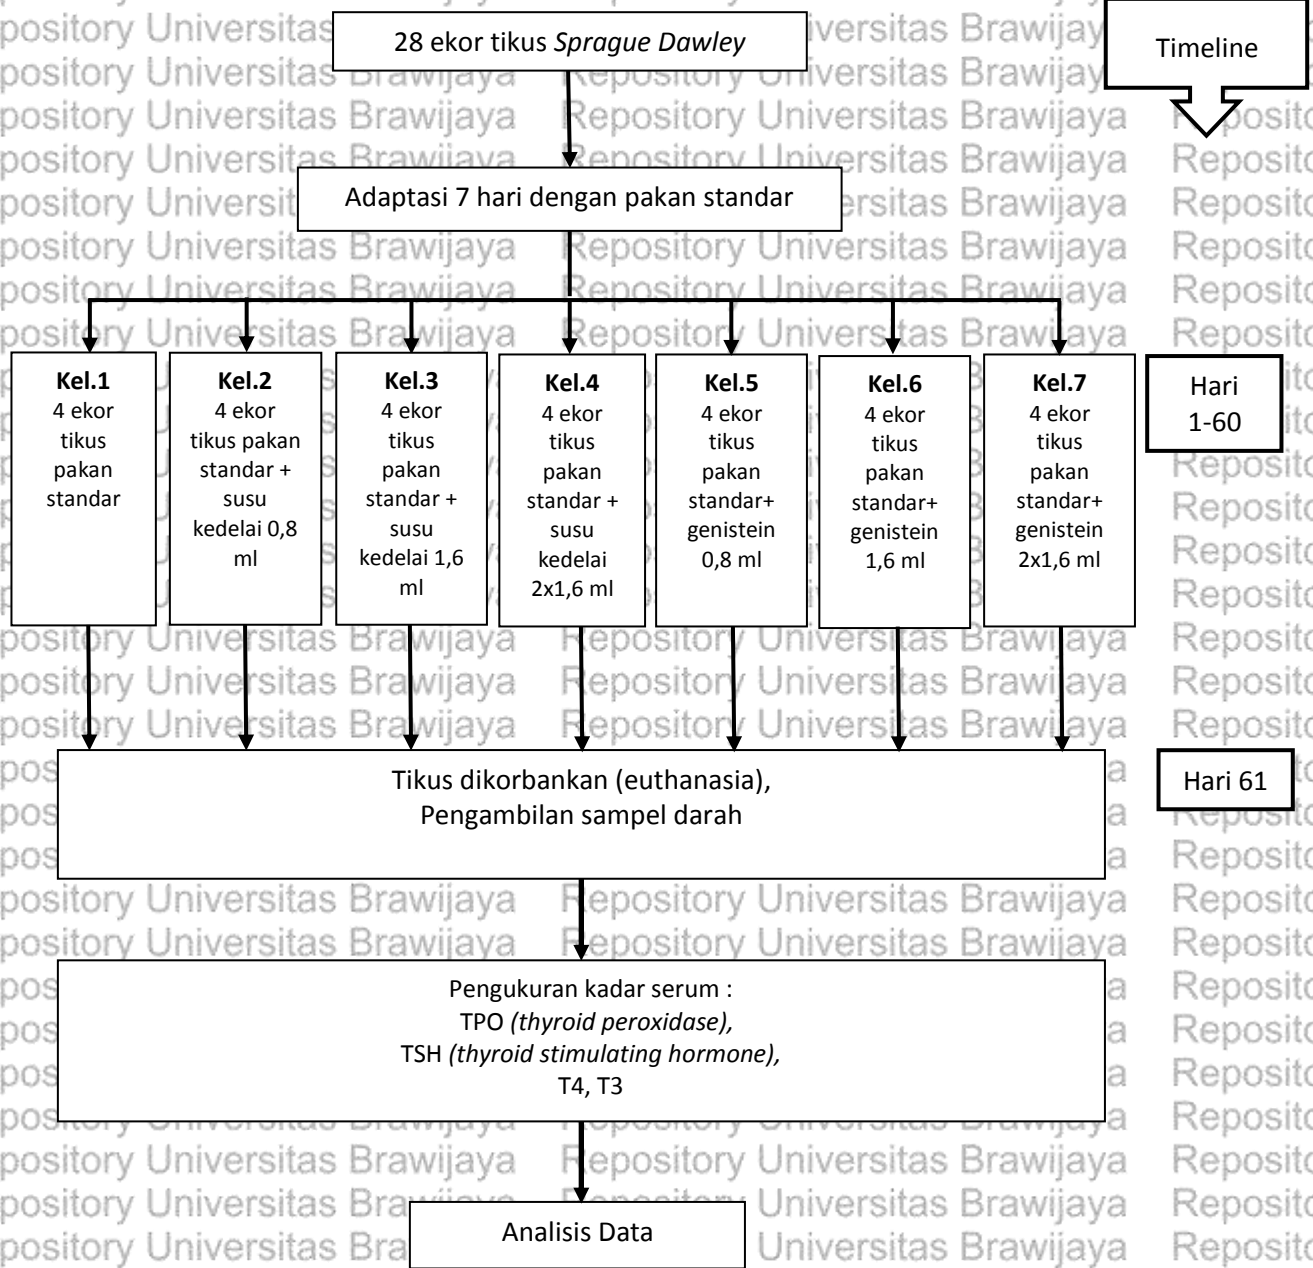 28 ekor tikus Sprague Dawley
Timeline
Adaptasi 7 hari dengan pakan standar
Kel.1
4 ekor
tikus
pakan
standar
Kel.2
4 ekor
tikus pakan
standar +
susu
kedelai 0,8
ml
Kel.3
4 ekor
tikus
pakan
standar +
susu
kedelai 1,6
ml
Kel.4
4 ekor
tikus
pakan
standar +
susu
kedelai
2x1,6 ml
Kel.5
4 ekor
tikus
pakan
standar+
genistein
0,8 ml
Kel.6
4 ekor
tikus
pakan
standar+
genistein
1,6 ml
Kel.7
4 ekor
tikus
pakan
standar+
genistein
2x1,6 ml
Hari
1-60
Tikus dikorbankan (euthanasia),
Pengambilan sampel darah
Hari 61
Pengukuran kadar serum :
TPO (thyroid peroxidase),
TSH (thyroid stimulating hormone),
T4, T3
Analisis Data